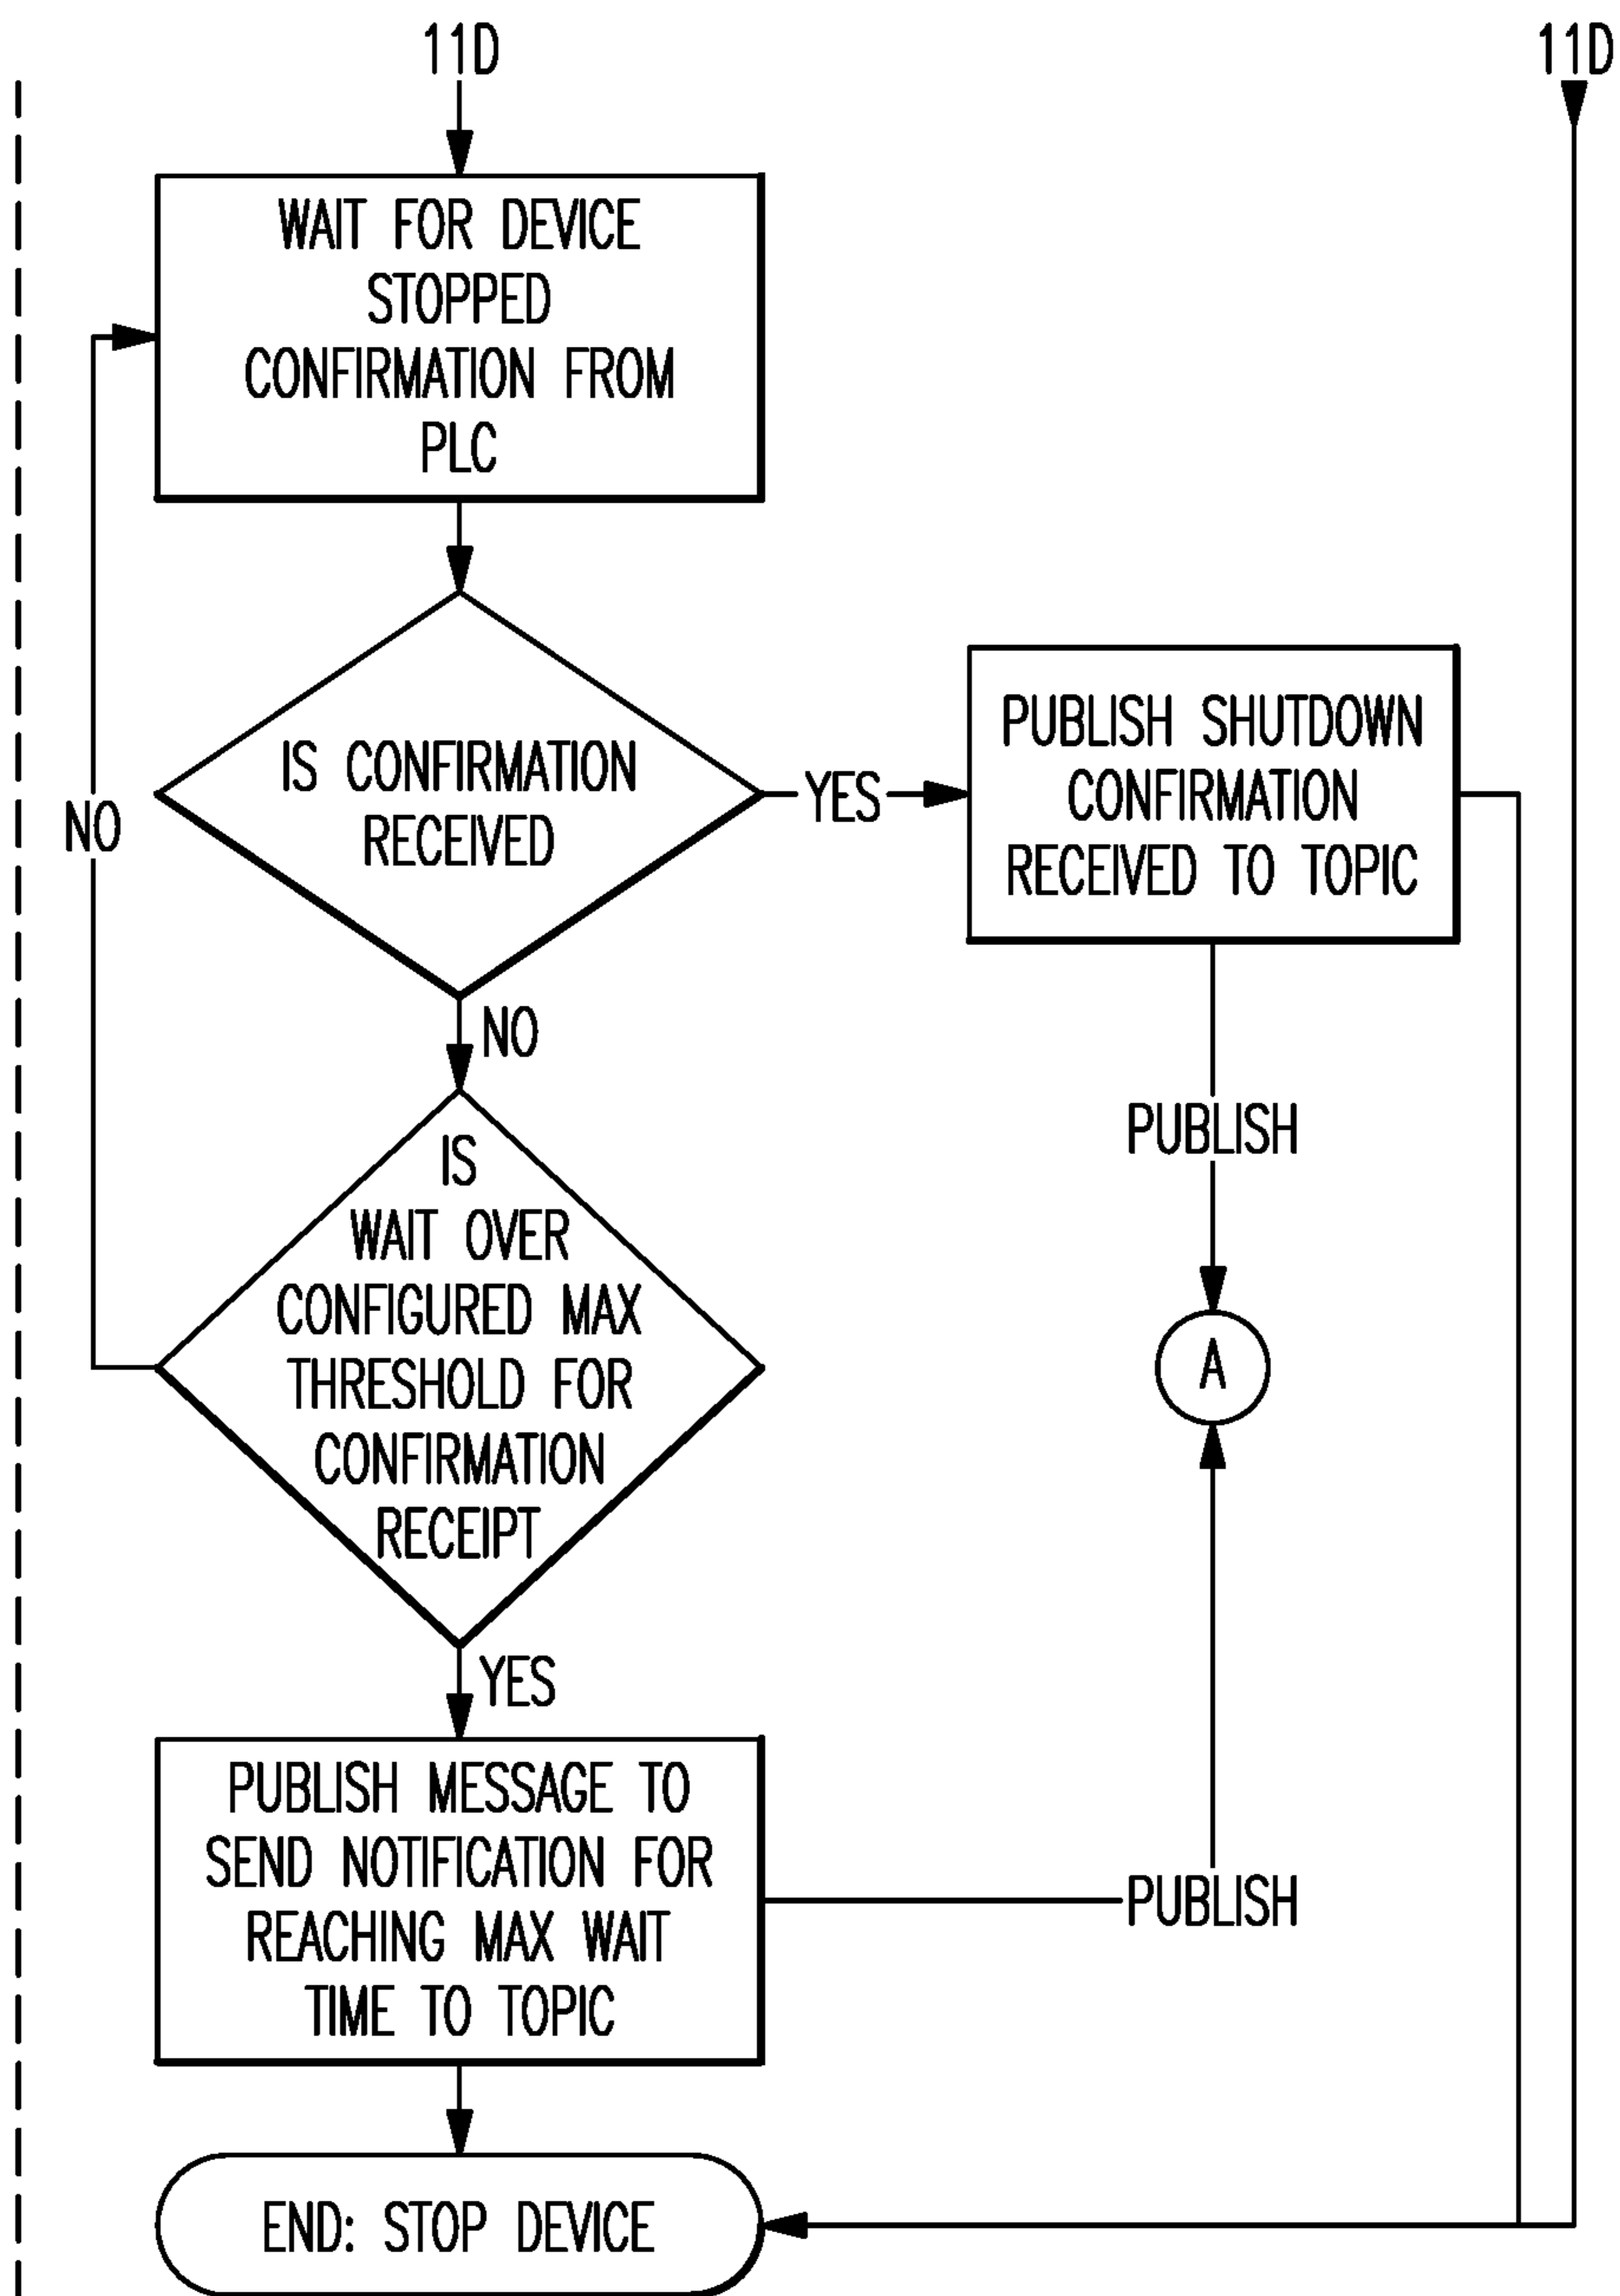 11D
11D
WAIT FOR DEVICE
STOPPED
CONFIRMATION FROM
PLC
IS CONFIRMATION
RECEIVED
YES
PUBLISH SHUTDOWN
CONFIRMATION
RECEIVED TO TOPIC
NO
NO
PUBLISH
IS
WAIT OVER
CONFIGURED MAX
THRESHOLD FOR
CONFIRMATION
RECEIPT
A
YES
PUBLISH MESSAGE TO
SEND NOTIFICATION FOR
REACHING MAX WAIT
TIME TO TOPIC
PUBLISH
END: STOP DEVICE